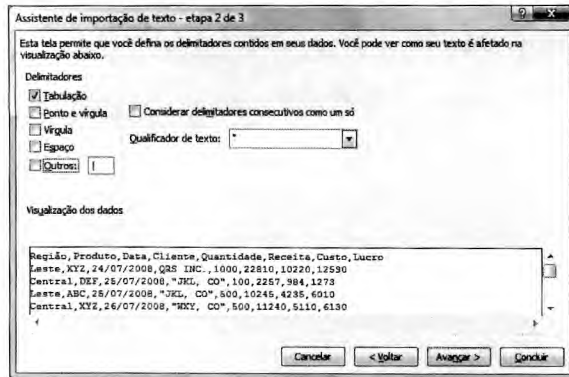 Assistente de importação de texto - etapa 2 de 3
Esta tela permite que você defina os delimitadores contidos em seus dados. Você pode ver como seu texto é afetado na
visualização abaixo.
Delimitadores
Tabulação
Ponto e vírgula
Vírgula
Espaço
Outros: |
Considerar delimitadores consecutivos como um só
Qualificador de texto: "
Visualização dos dados
Região,Produto,Data,Cliente,Quantidade,Receita,Custo,Lucro
Leste,XYZ,24/07/2008,QRS INC.,1000,22810,10220,12590
Central,DEF,25/07/2008,"JKL, CO",100,2257,984,1273
Leste,ABC,25/07/2008,"JKL, CO",500,10245,4235,6010
Central,XYZ,26/07/2008,"WXY, CO",500,11240,5110,6130
Cancelar
< Voltar
Avançar >
Concluir